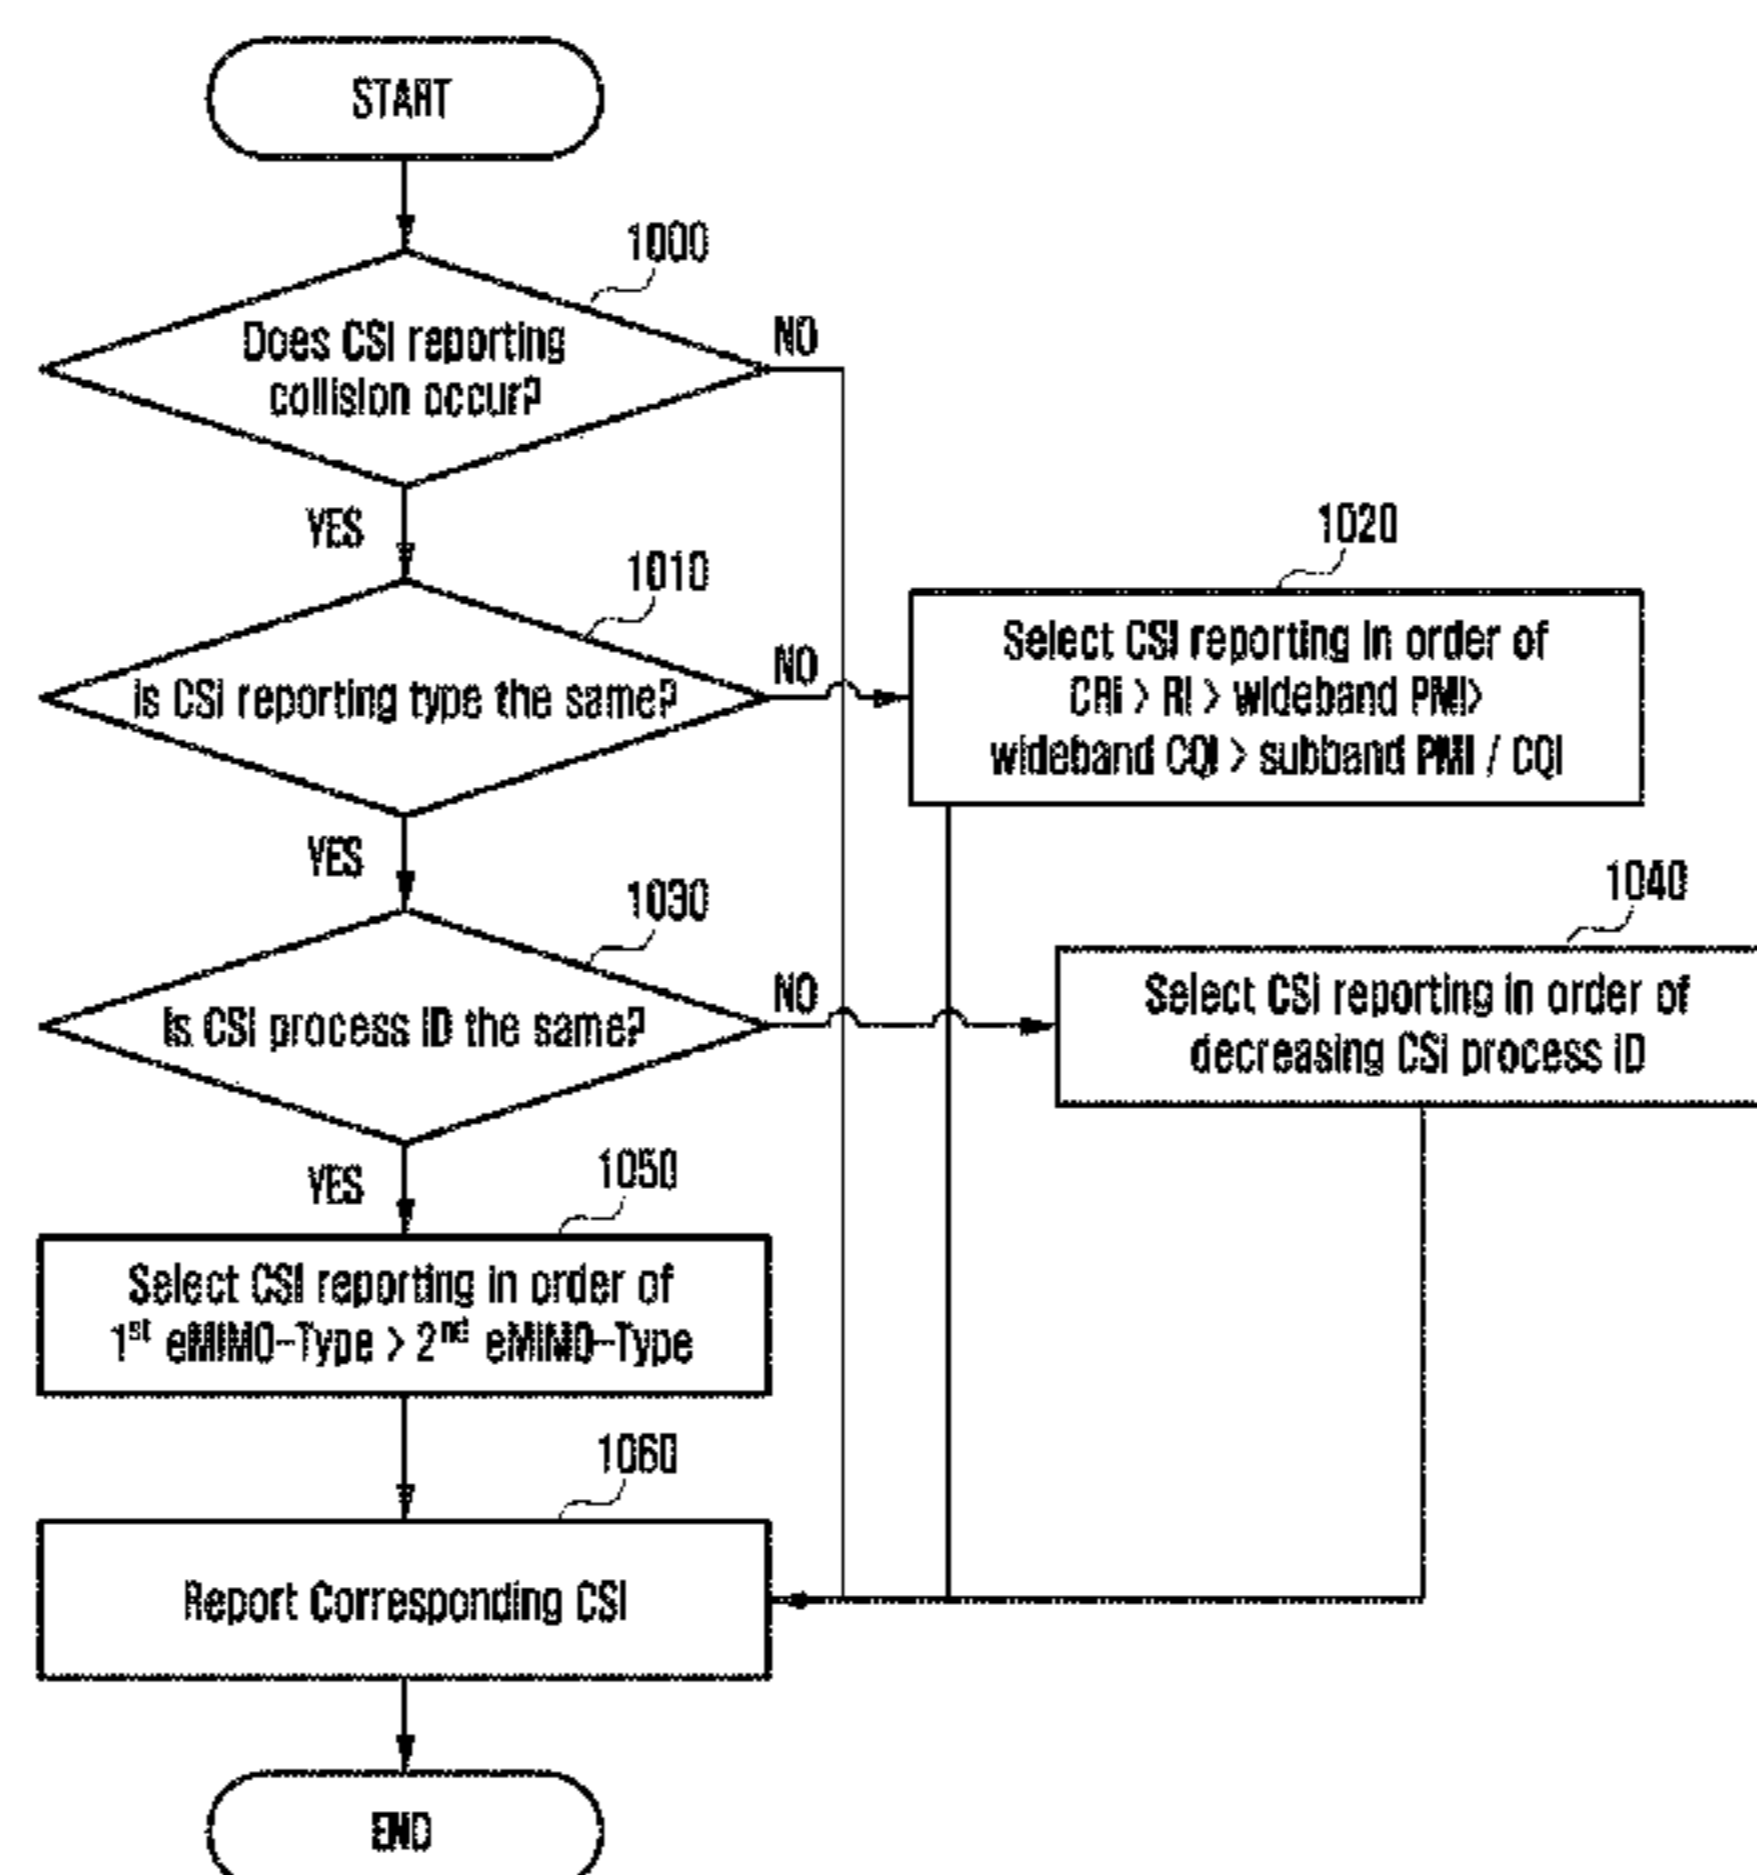 START
1000
Does CSI reporting
collision occur?
NO
YES
1010
is CSI reporting type the same?
NO
1020
Select CSI reporting in order of
CRI > RI > wideband PMI>
wideband CQI > subband PMI / CQI
YES
1030
Is CSI process ID the same?
NO
1040
Select CSI reporting in order of
decreasing CSI process ID
YES
1050
Select CSI reporting in order of
1st eMIMO-Type > 2nd eMIMO-Type
1060
Report Corresponding CSI
END